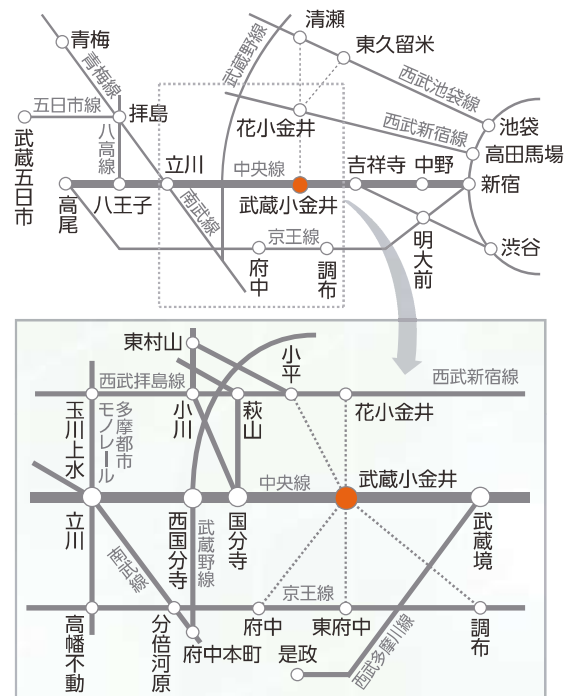 清瀬
東久留米
青梅
武蔵野線
青梅線
西武池袋線
五日市線
拝島
花小金井
西武新宿線
池袋
高田馬場
武蔵五日市
八高線
立川
中央線
吉祥寺
中野
新宿
高尾
八王子
南武線
武蔵小金井
京王線
府中
調布
明大前
渋谷
東村山
小平
西武拝島線
西武新宿線
玉川上水
多摩都市
モノレール
小川
萩山
花小金井
中央線
武蔵小金井
立川
南武線
西国分寺
武蔵野線
国分寺
武蔵境
京王線
高幡不動
分倍河原
府中本町
府中
東府中
是政
西武多摩川線
調布